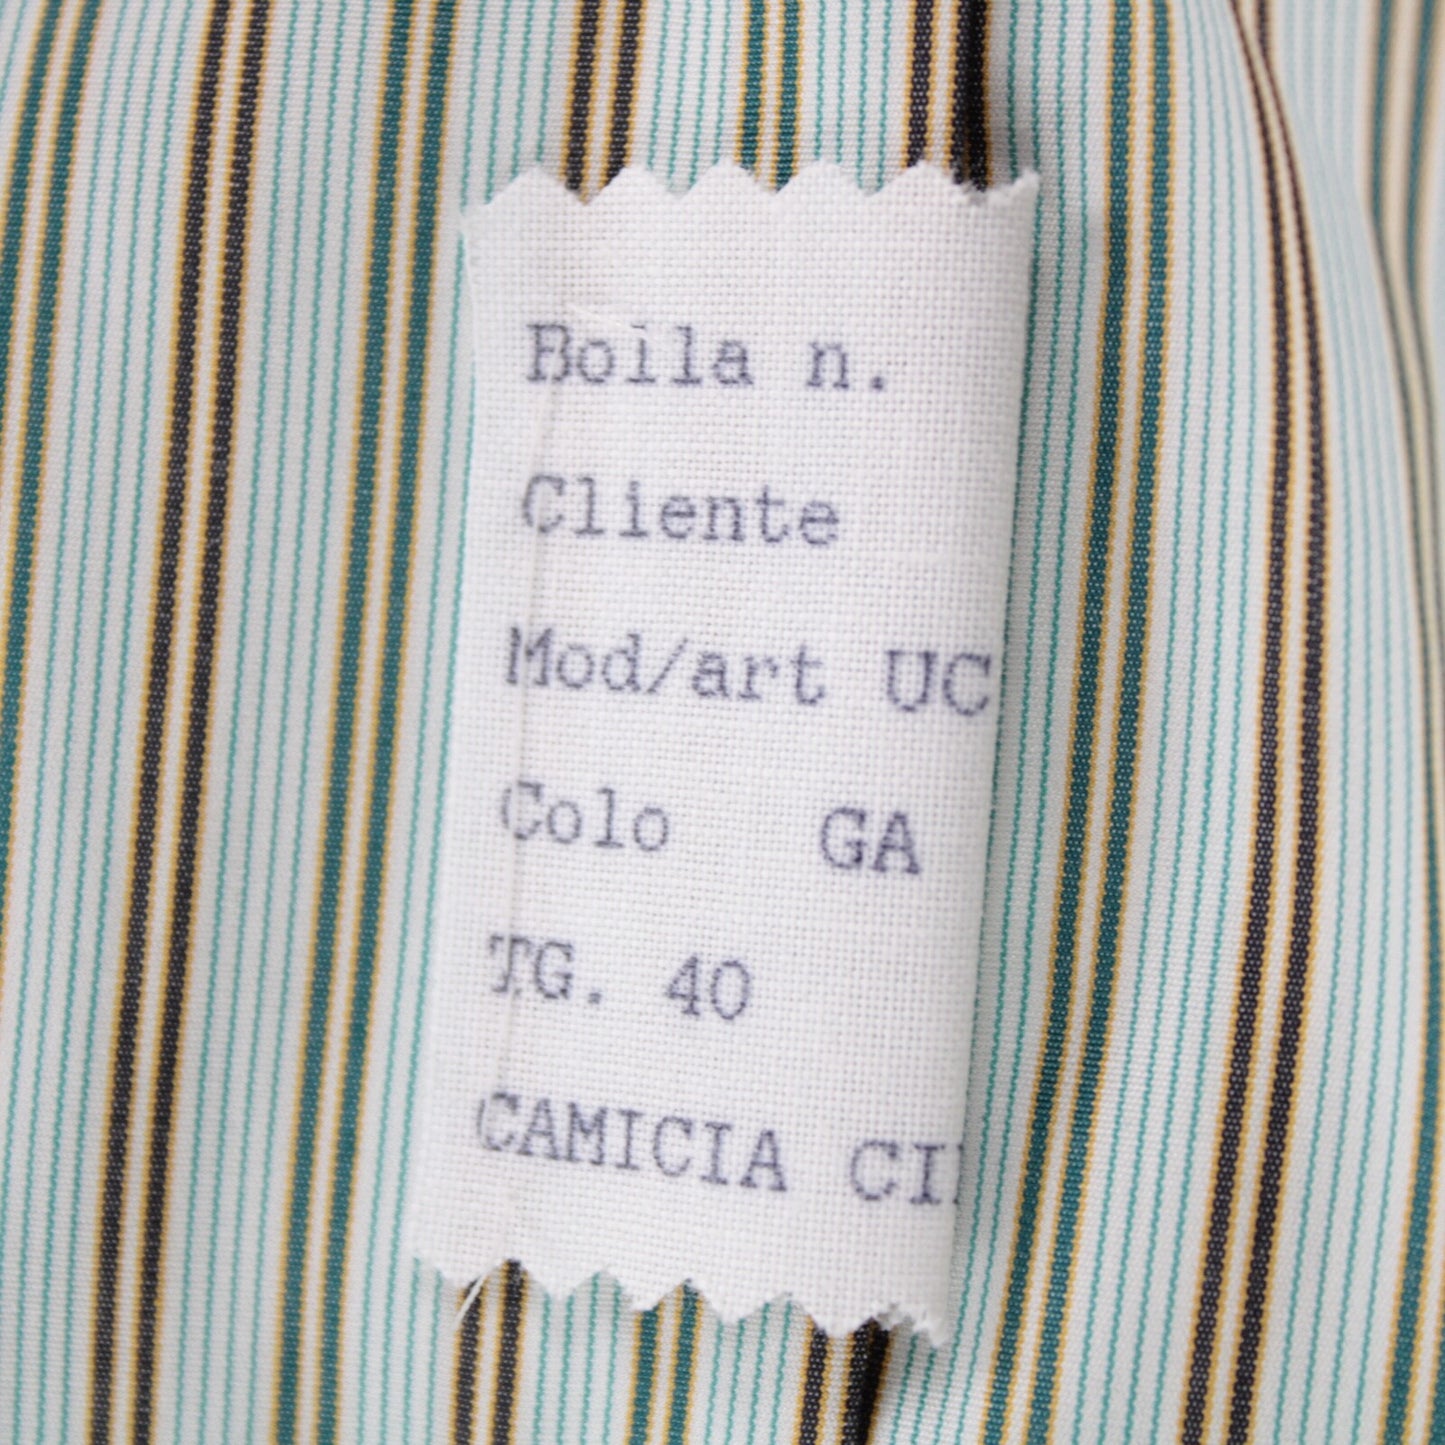 Bolla n.
Cliente
Mod/art UC
Colo GA
TG. 40
CAMICIA